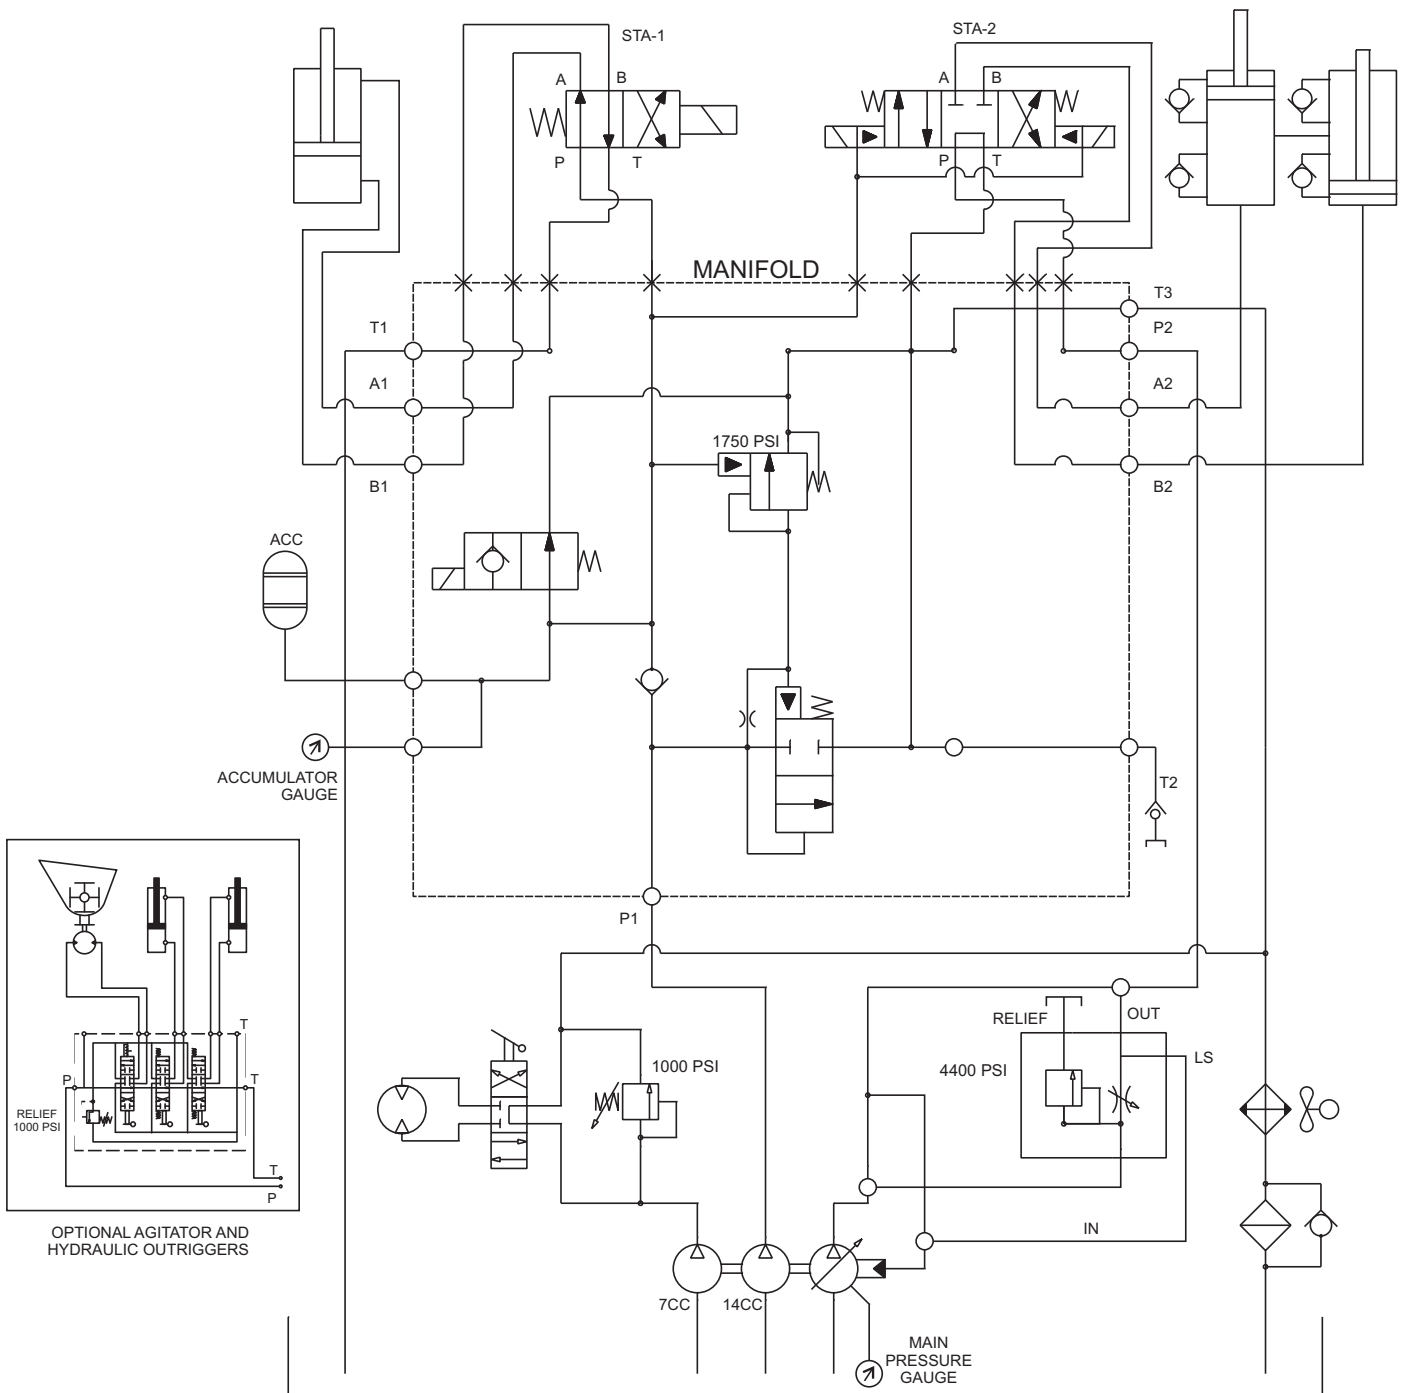 STA-1
STA-2
A
B
A
B
P
T
P
T
MANIFOLD
T3
T1
P2
A1
A2
1750 PSI
B1
B2
ACC
ACCUMULATOR
GAUGE
T2
P1
RELIEF
OUT
1000 PSI
4400 PSI
LS
T
P
T
RELIEF
1000 PSI
T
P
OPTIONAL AGITATOR AND
HYDRAULIC OUTRIGGERS
IN
7CC
14CC
MAIN
PRESSURE
GAUGE